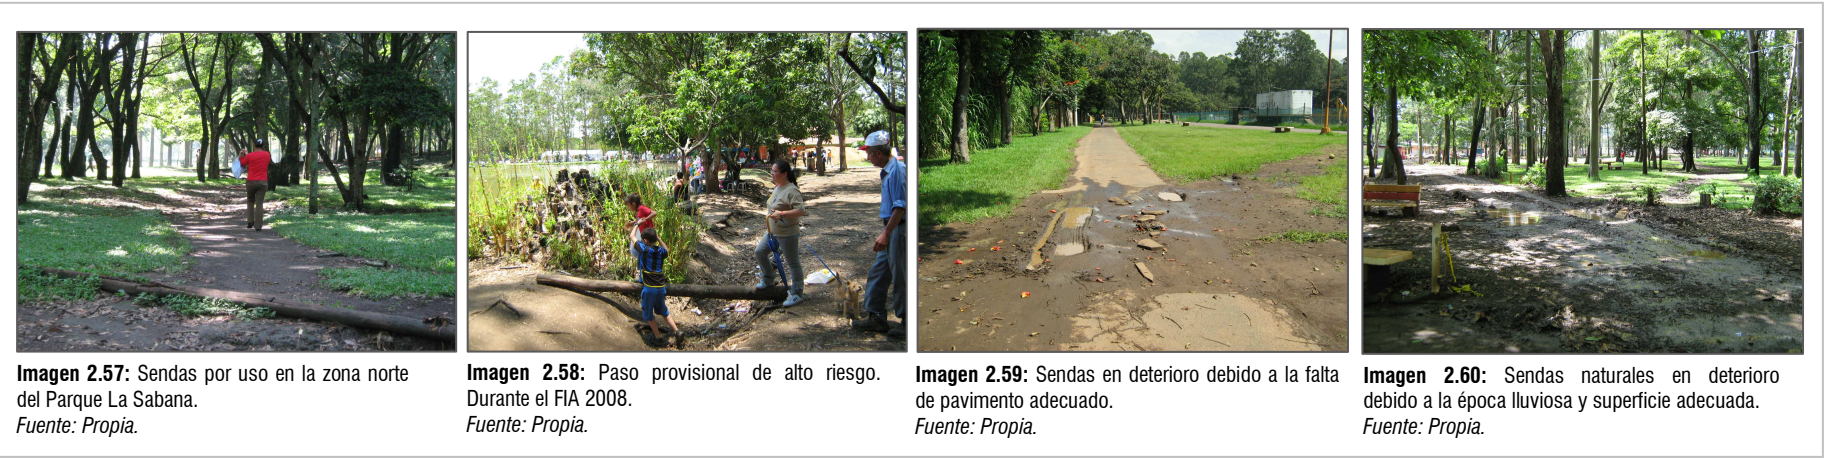 Imagen 2.57: Sendas por uso en la zona norte
del Parque La Sabana.
Fuente: Propia.
Imagen 2.58: Paso provisional de alto riesgo.
Durante el FIA 2008.
Fuente: Propia.
Imagen 2.59: Sendas en deterioro debido a la falta
de pavimento adecuado.
Fuente: Propia.
Imagen 2.60: Sendas naturales en deterioro
debido a la época lluviosa y superficie adecuada.
Fuente: Propia.